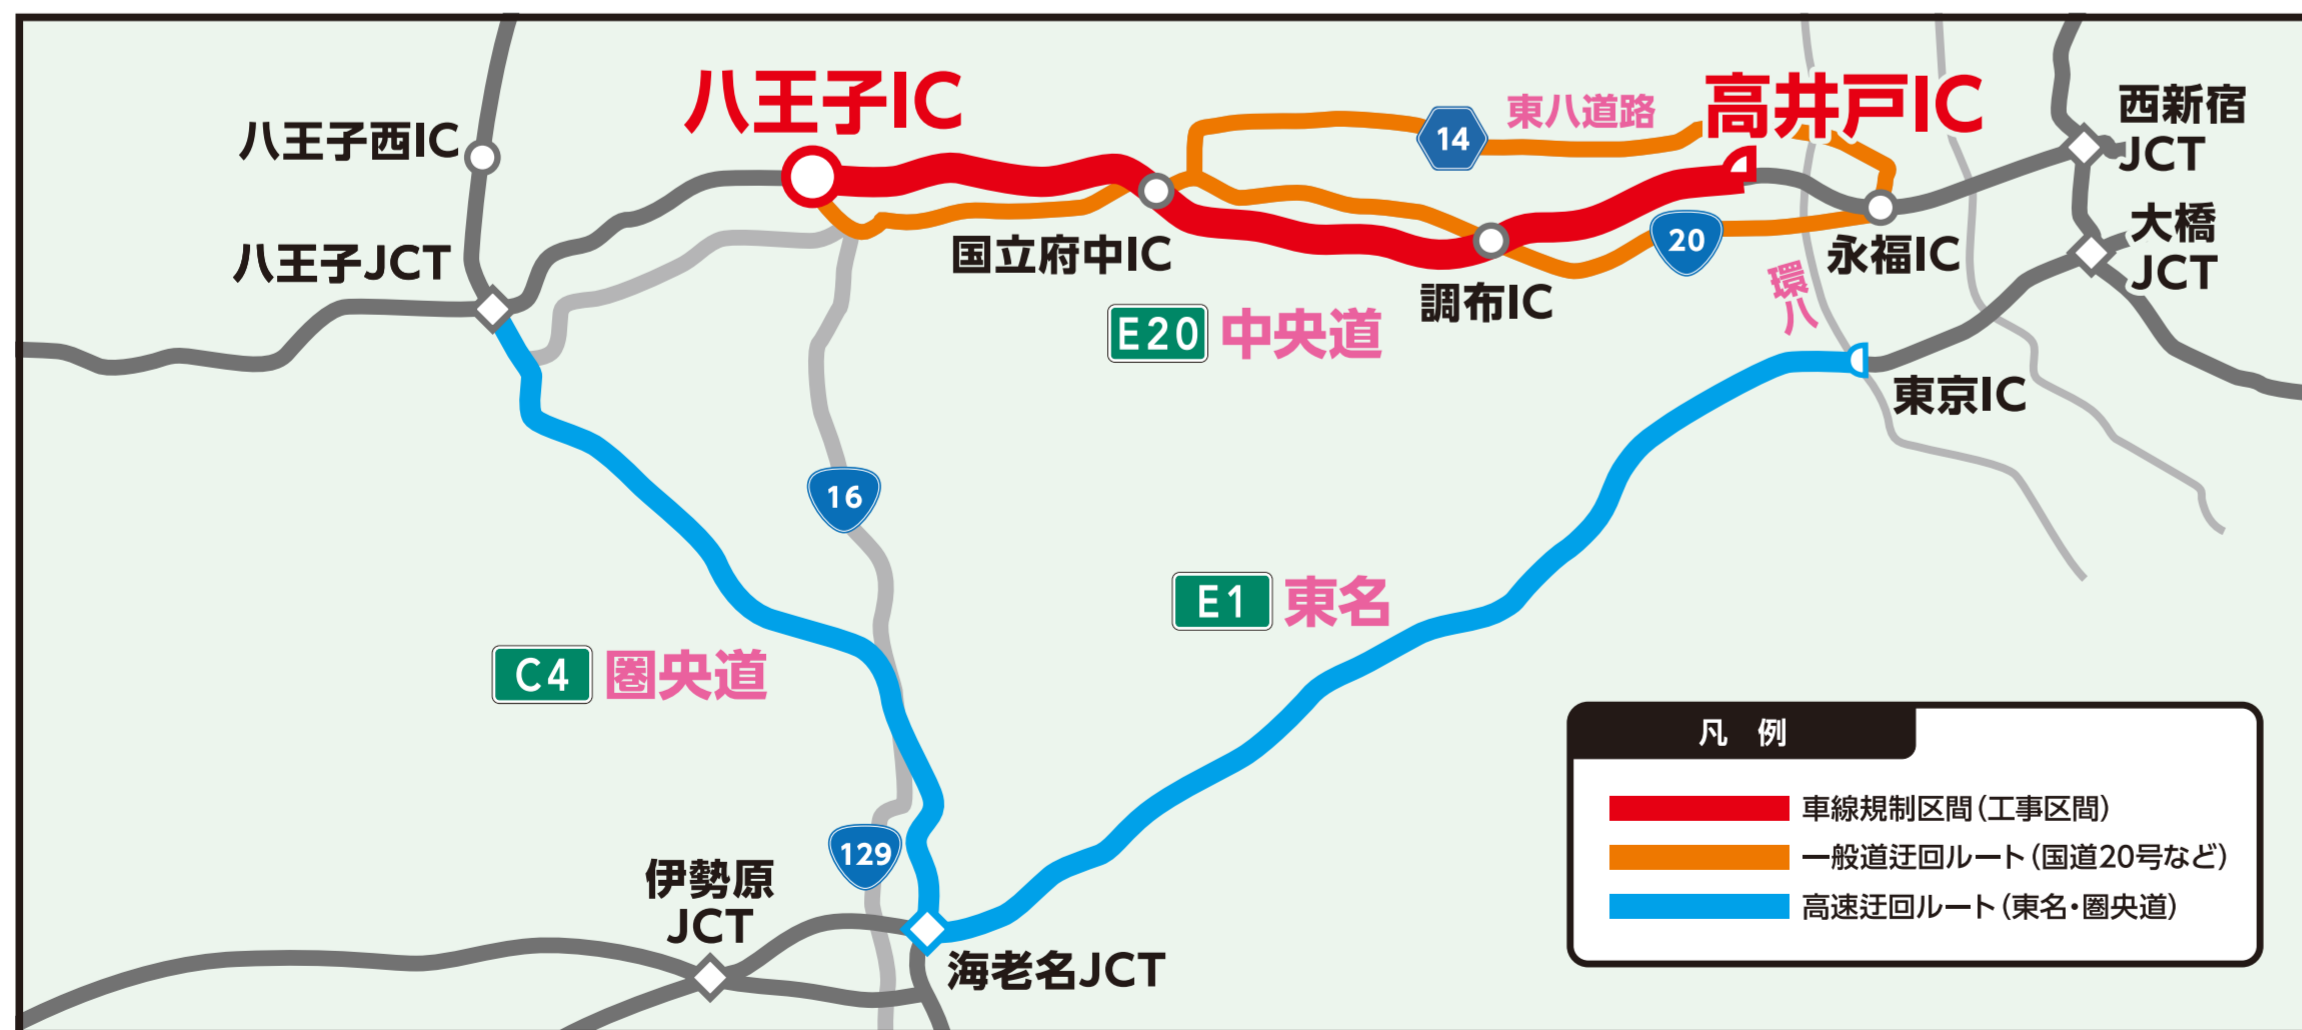 八王子IC
東八道路
高井戸IC
14
西新宿
JCT
八王子西IC
八王子JCT
国立府中IC
調布IC
20
永福IC
大橋
JCT
環八
E20 中央道
東京IC
16
E1 東名
C4 圏央道
129
伊勢原
JCT
海老名JCT
凡 例
車線規制区間（工事区間）
一般道迂回ルート（国道20号など）
高速迂回ルート（東名・圏央道）